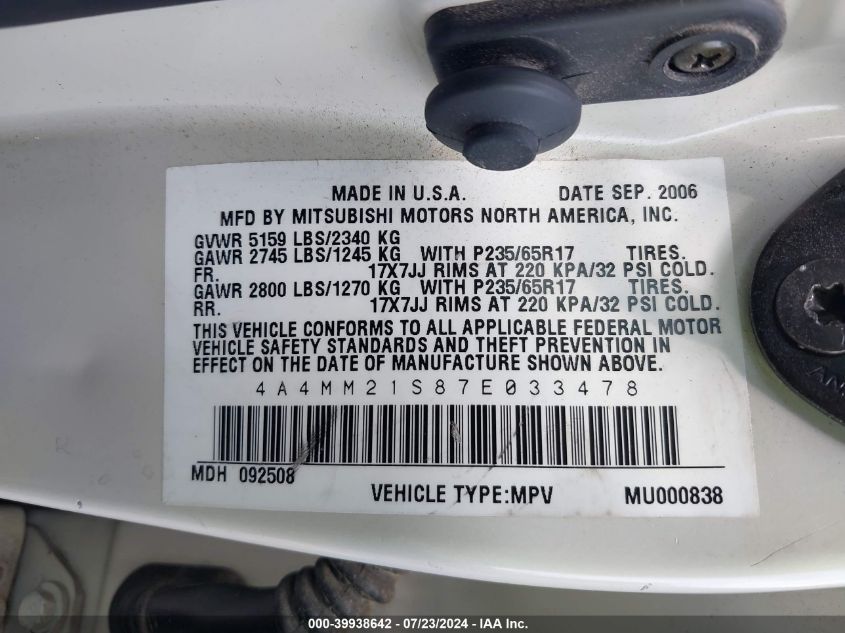 MADE IN U.S.A. DATE SEP. 2006
MFD BY MITSUBISHI MOTORS NORTH AMERICA, INC.
GVWR 5159 LBS/2340 KG
GAWR 2745 LBS/1245 KG WITH P235/65R17 TIRES.
FR. 17X7JJ RIMS AT 220 KPA/32 PSI COLD.
GAWR 2800 LBS/1270 KG WITH P235/65R17 TIRES.
RR. 17X7JJ RIMS AT 220 KPA/32 PSI COLD.
THIS VEHICLE CONFORMS TO ALL APPLICABLE FEDERAL MOTOR
VEHICLE SAFETY STANDARDS AND THEFT PREVENTION IN
EFFECT ON THE DATE OF MANUFACTURE SHOWN ABOVE.
4A4MM21S87E033478
MDH 092508
VEHICLE TYPE:MPV MU000838
000-39938642 - 07/23/2024 - IAA Inc.